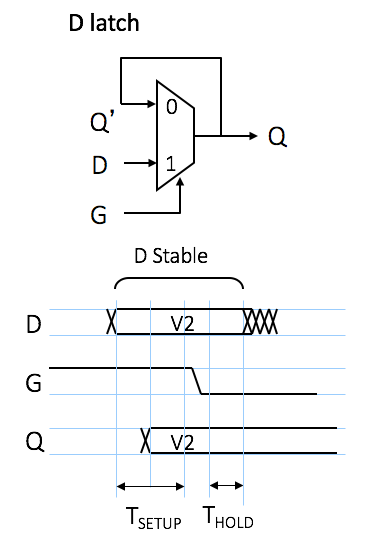 D latch
0
Q’
Q
D
1
G
D Stable
D
V2
G
Q
V2
TSETUP
THOLD